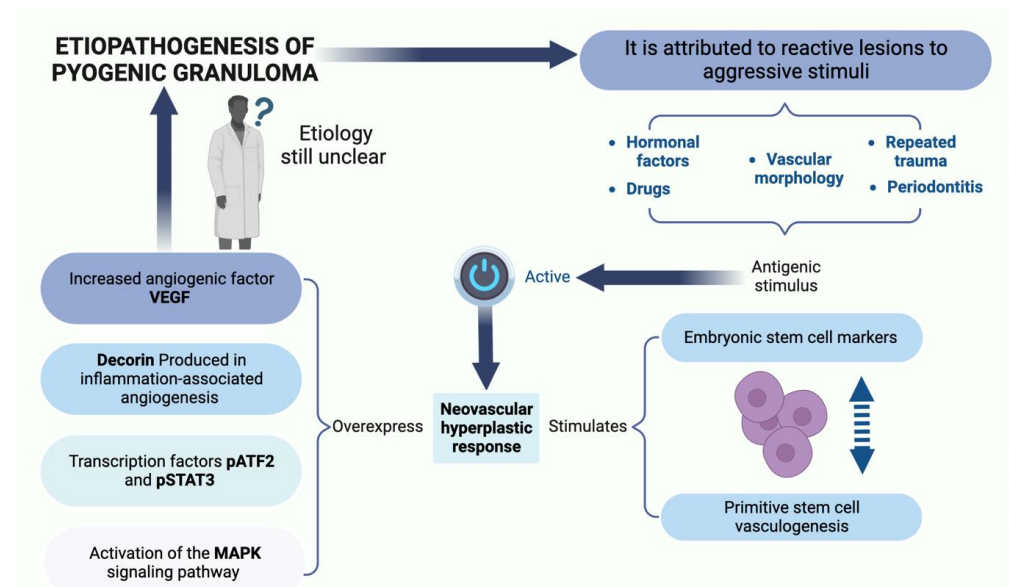 ETIOPATHOGENESIS OF
PYOGENIC GRANULOMA
It is attributed to reactive lesions to
aggressive stimuli
?
Etiology
still unclear
• Hormonal
factors
• Drugs
• Vascular
morphology
• Repeated
trauma
• Periodontitis
Antigenic
stimulus
Active
Increased angiogenic factor
VEGF
Decorin Produced in
inflammation-associated
angiogenesis
Transcription factors pATF2
and pSTAT3
Activation of the MAPK
signaling pathway
Overexpress
Neovascular
hyperplastic
response
Stimulates
Embryonic stem cell markers
Primitive stem cell
vasculogenesis